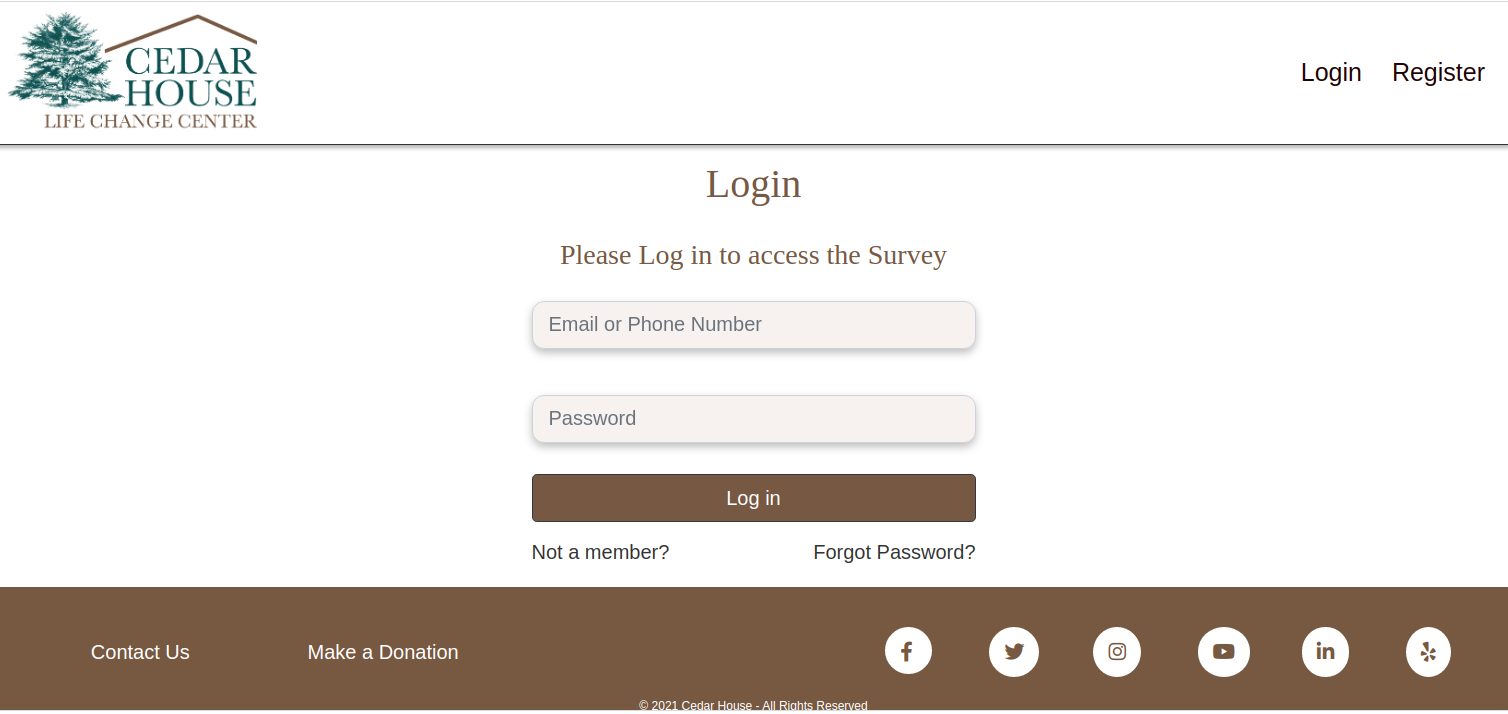 CEDAR
HOUSE
LIFE CHANGE CENTER
Login Register
Login
Please Log in to access the Survey
Email or Phone Number
Password
Log in
Not a member? Forgot Password?
Contact Us Make a Donation
© 2021 Cedar House - All Rights Reserved